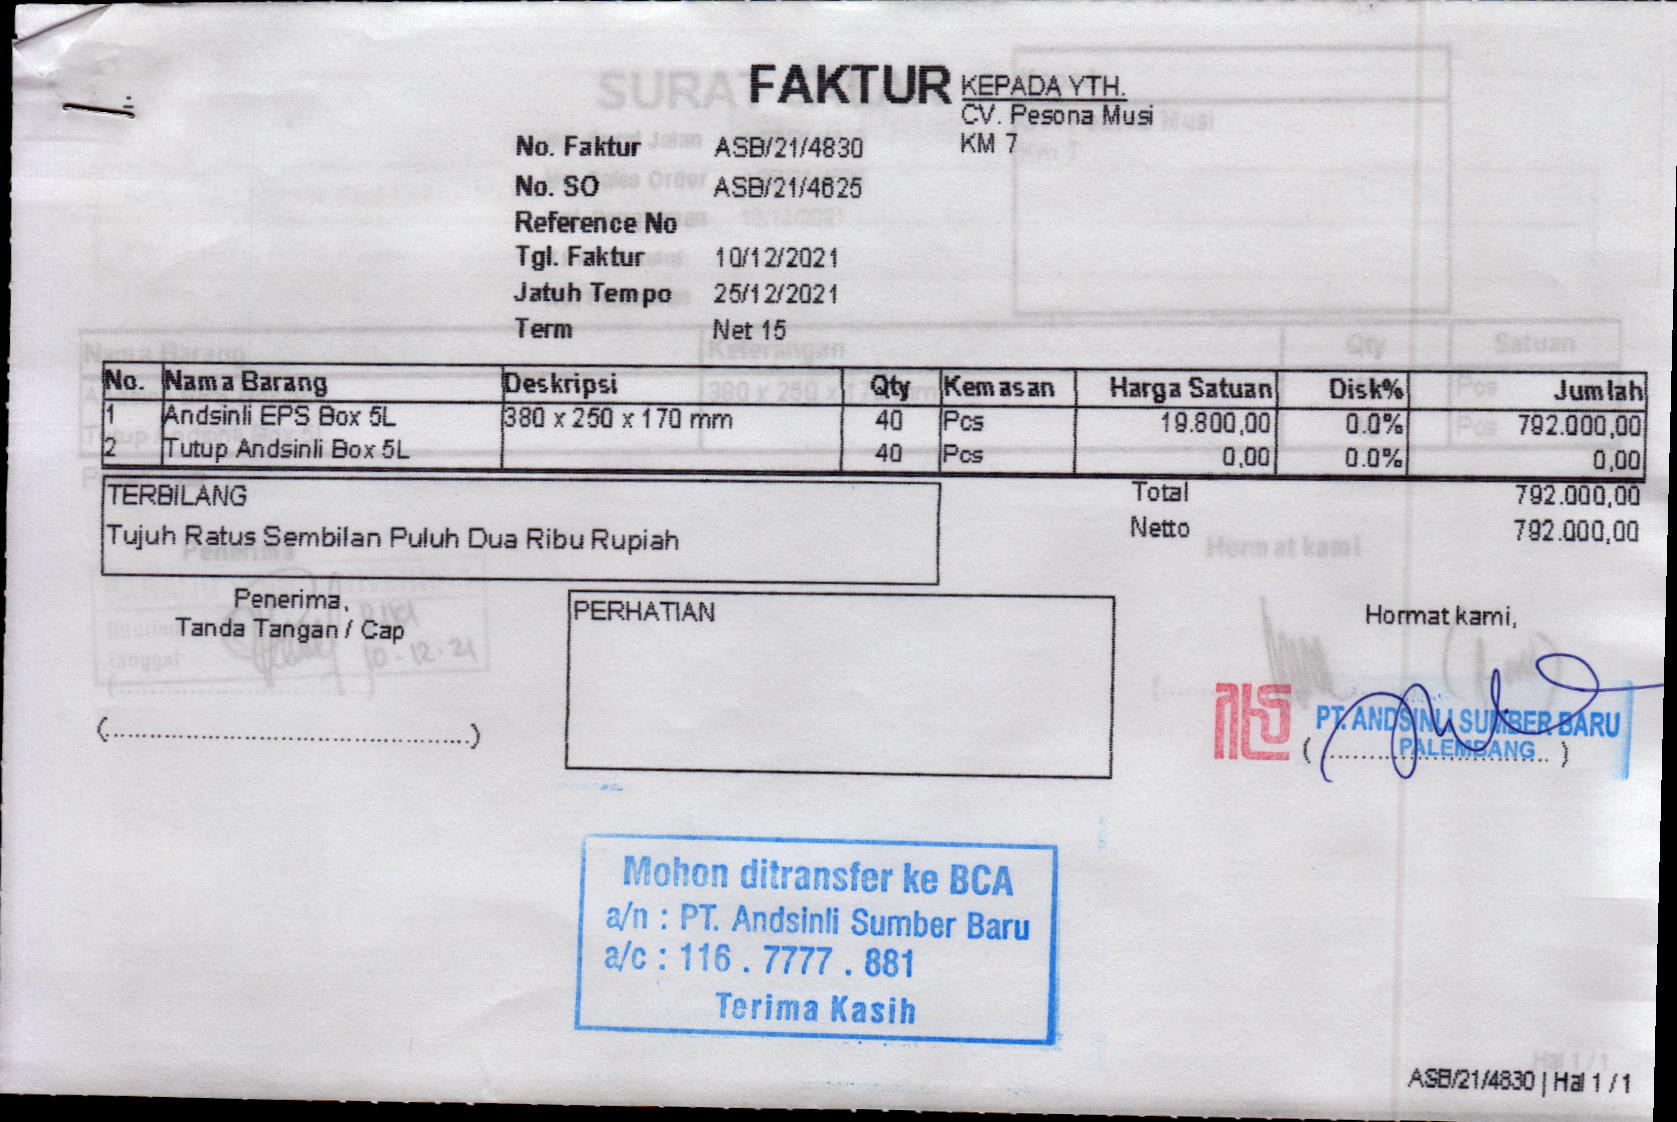 FAKTUR
KEPADA YTH.
CV. Pesona Musi
KM 7
No. Faktur ASB/21/4830
No. SO ASB/21/4625
Reference No
Tgl. Faktur 10/12/2021
Jatuh Tempo 25/12/2021
Term Net 15
No. Nama Barang Deskripsi Qty Kemasan Harga Satuan Disk% Jumlah
1 Andsinli EPS Box 5L 380 x 250 x 170 mm 40 Pcs 19.800,00 0.0% 792.000,00
2 Tutup Andsinli Box 5L 40 Pcs 0,00 0.0% 0,00
TERBILANG
Tujuh Ratus Sembilan Puluh Dua Ribu Rupiah
Total 792.000,00
Netto 792.000,00
Penerima,
Tanda Tangan / Cap
(................................................)
PERHATIAN
Hormat kami,
PT. ANDSINLI SUMBER BARU
PALEMBANG
(..............................)
Mohon ditransfer ke BCA
a/n : PT. Andsinli Sumber Baru
a/c : 116 . 7777 . 881
Terima Kasih
ASB/21/4830 | Hal 1 / 1